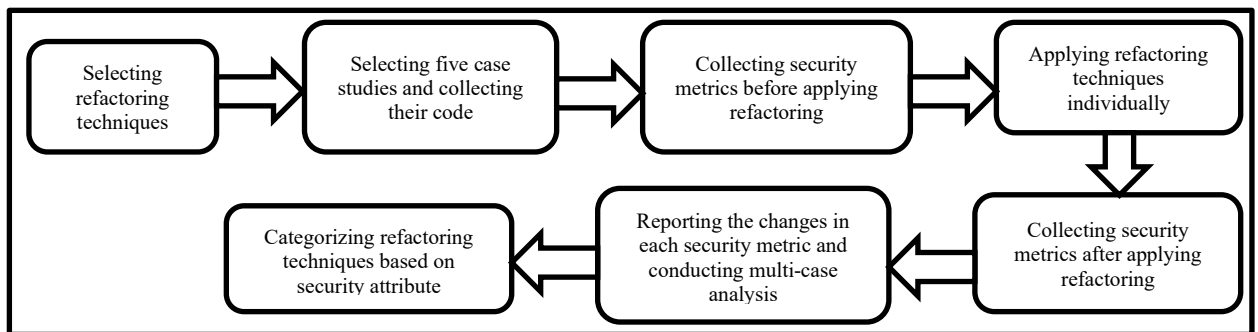 Selecting
refactoring
techniques
Selecting five case
studies and collecting
their code
Collecting security
metrics before applying
refactoring
Applying refactoring
techniques
individually
Collecting security
metrics after applying
refactoring
Reporting the changes in
each security metric and
conducting multi-case
analysis
Categorizing refactoring
techniques based on
security attribute